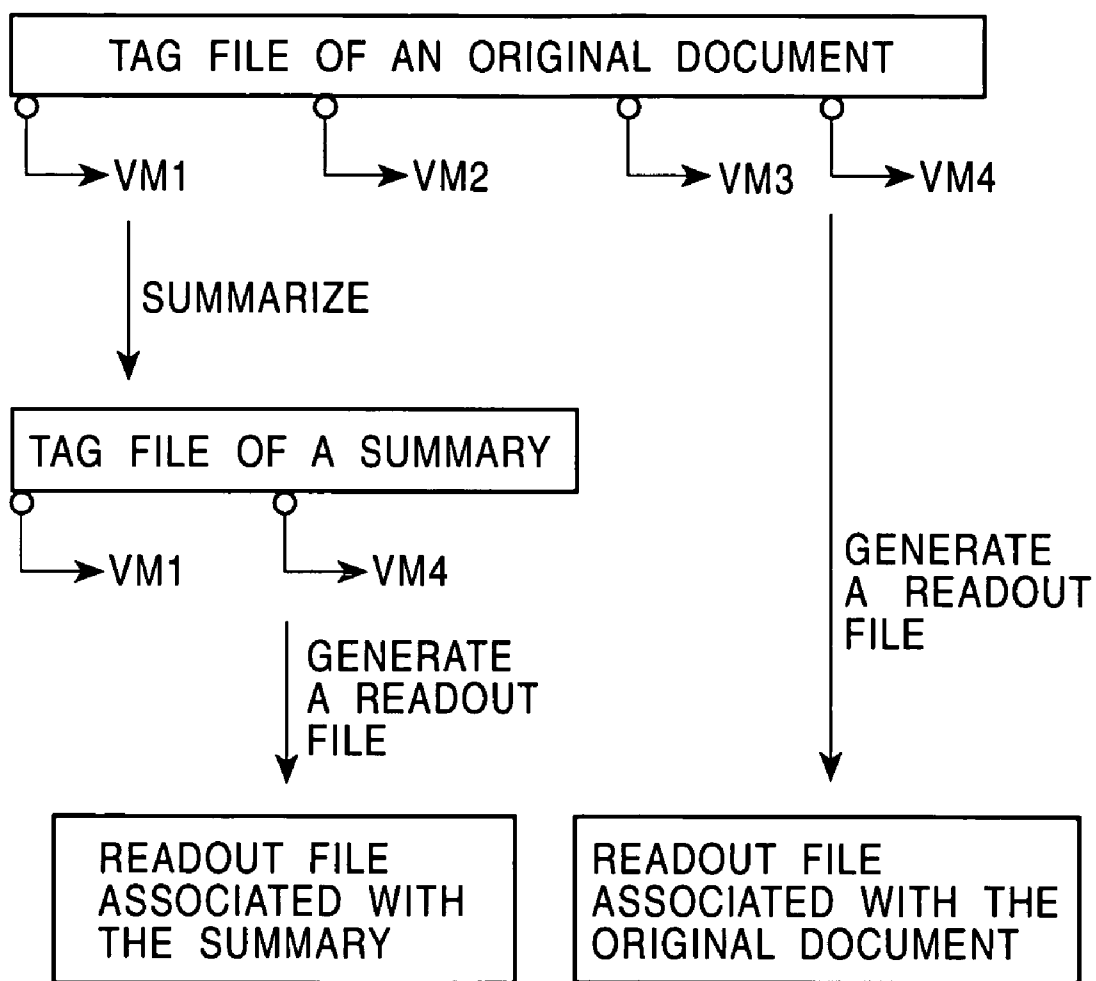 TAG FILE OF AN ORIGINAL DOCUMENT
VM1 VM2 VM3 VM4
SUMMARIZE
TAG FILE OF A SUMMARY
VM1 VM4
GENERATE
A READOUT
FILE
GENERATE
A READOUT
FILE
READOUT FILE
ASSOCIATED WITH
THE SUMMARY
READOUT FILE
ASSOCIATED WITH THE
ORIGINAL DOCUMENT